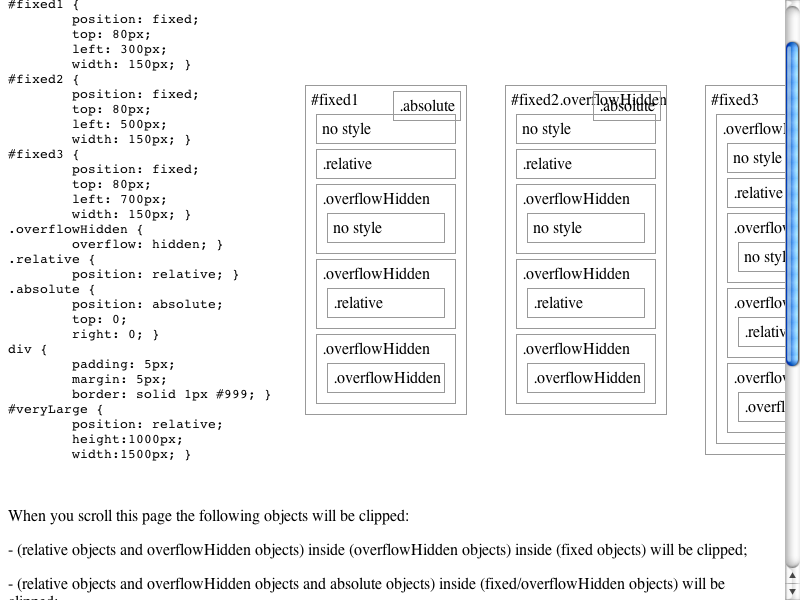 #fixed1 {
position: fixed;
top: 80px;
left: 300px;
width: 150px; }
#fixed2 {
position: fixed;
top: 80px;
left: 500px;
width: 150px; }
#fixed3 {
position: fixed;
top: 80px;
left: 700px;
width: 150px; }
.overflowHidden {
overflow: hidden; }
.relative {
position: relative; }
.absolute {
position: absolute;
top: 0;
right: 0; }
div {
padding: 5px;
margin: 5px;
border: solid 1px #999; }
#veryLarge {
position: relative;
height:1000px;
width:1500px; }
#fixed1
.absolute
no style
.relative
.overflowHidden
no style
.overflowHidden
.relative
.overflowHidden
.overflowHidden
#fixed2.overflowHidden
.absolute
no style
.relative
.overflowHidden
no style
.overflowHidden
.relative
.overflowHidden
.overflowHidden
#fixed3
.overflowH
no style
.relative
.overflow
no styl
.overflow
.relativ
.overflow
.overfl
When you scroll this page the following objects will be clipped:
- (relative objects and overflowHidden objects) inside (overflowHidden objects) inside (fixed objects) will be clipped;
- (relative objects and overflowHidden objects and absolute objects) inside (fixed/overflowHidden objects) will be
clipped;